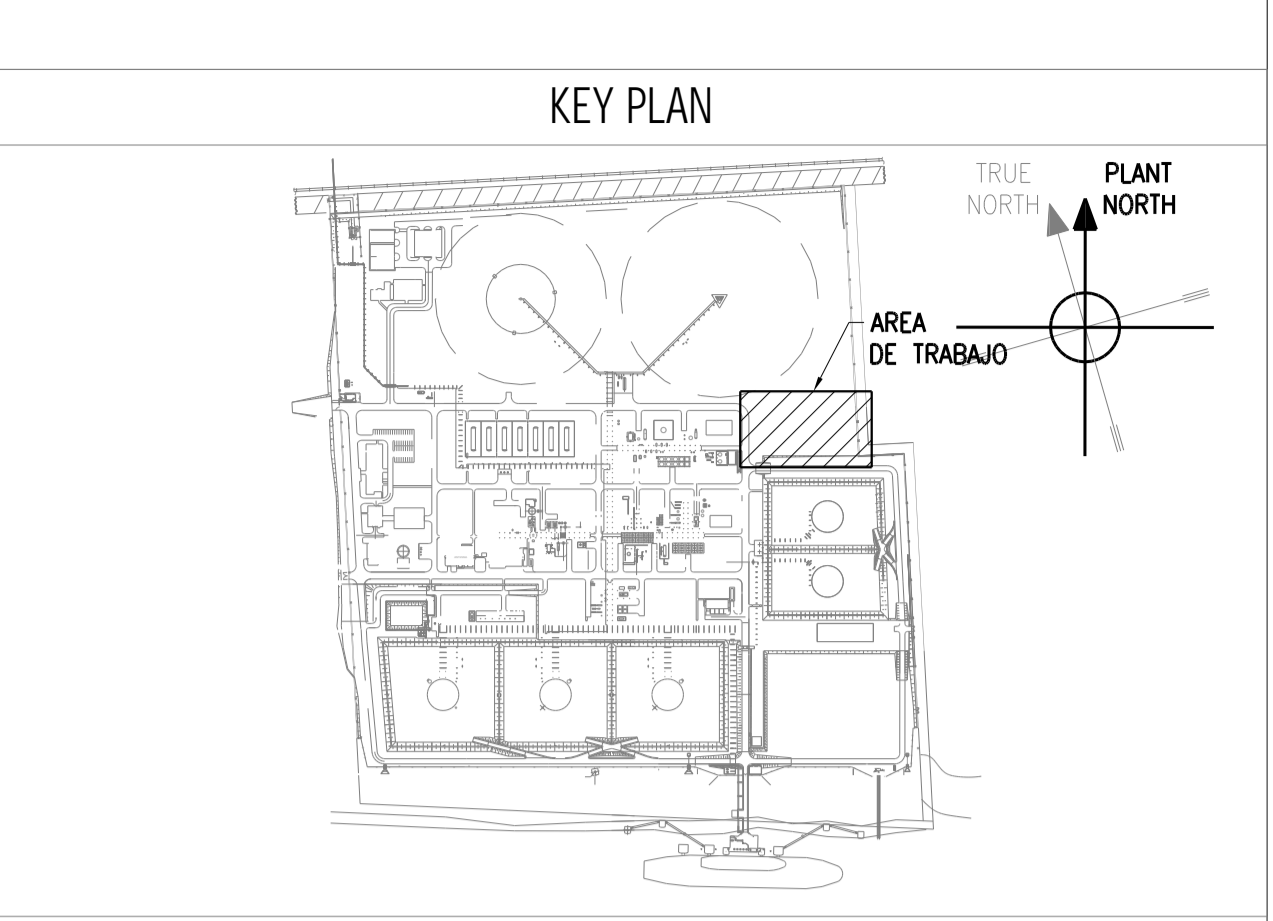 KEY PLAN
TRUE
NORTH
PLANT
NORTH
AREA
DE TRABAJO